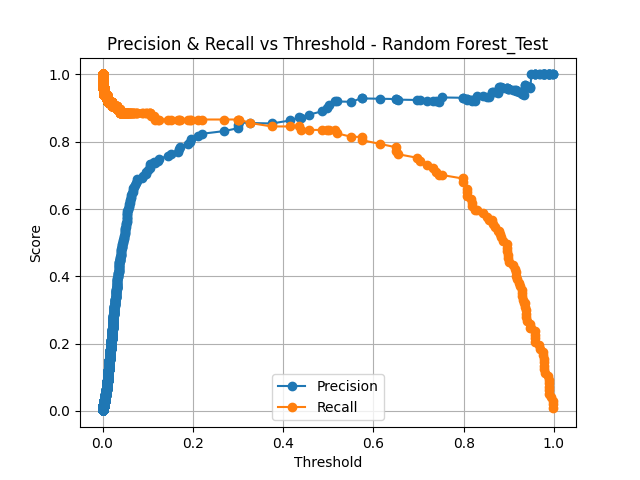 Precision & Recall vs Threshold - Random Forest_Test
Score
1.0
0.8
0.6
0.4
0.2
0.0
Precision
Recall
0.0 0.2 0.4 0.6 0.8 1.0
Threshold